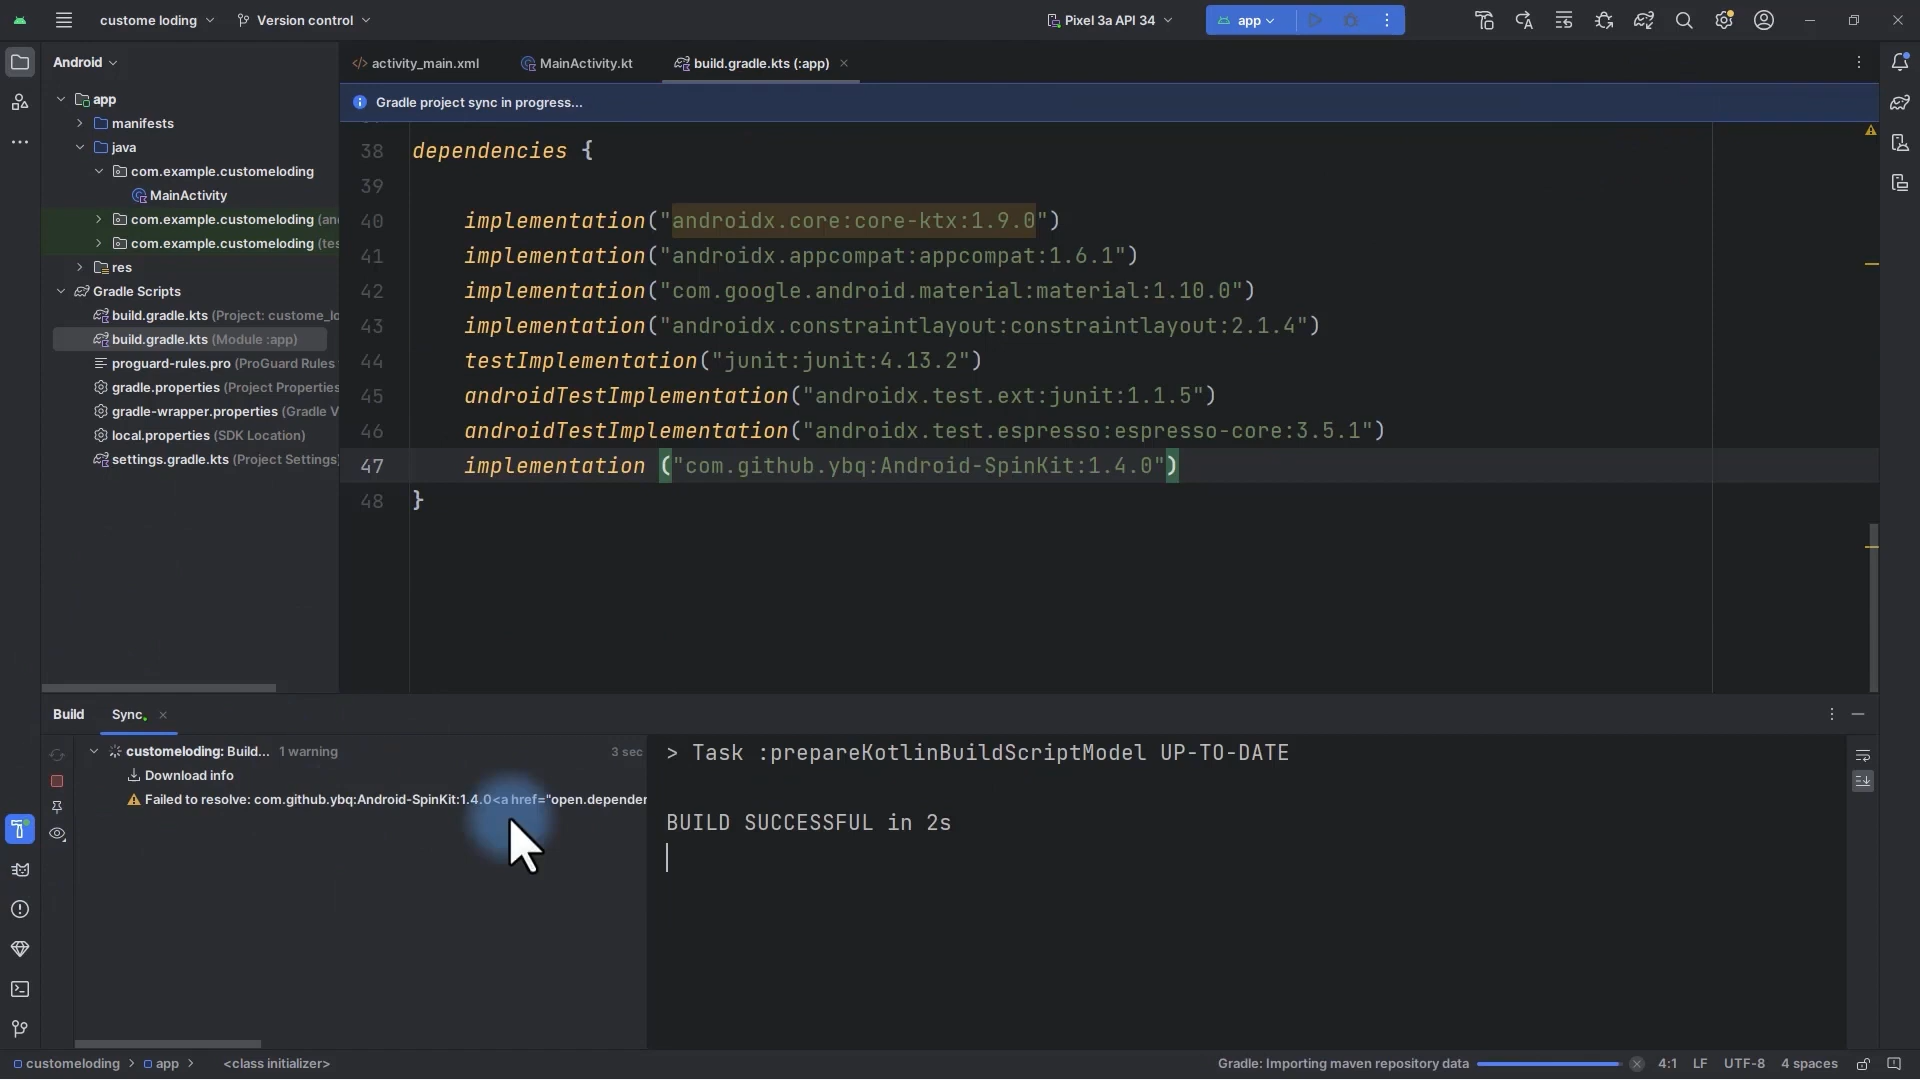 custome loding
Version control
Pixel 3a API 34
app
Android
activity_main.xml
MainActivity.kt
build.gradle.kts (:app)
Gradle project sync in progress...
app
manifests
java
com.example.customeloding
MainActivity
com.example.customeloding (an
com.example.customeloding (tes
res
Gradle Scripts
build.gradle.kts (Project: custome_lo
build.gradle.kts (Module :app)
proguard-rules.pro (ProGuard Rules
gradle.properties (Project Properties
gradle-wrapper.properties (Gradle V
local.properties (SDK Location)
settings.gradle.kts (Project Settings
38 dependencies {
39
40 implementation("androidx.core:core-ktx:1.9.0")
41 implementation("androidx.appcompat:appcompat:1.6.1")
42 implementation("com.google.android.material:material:1.10.0")
43 implementation("androidx.constraintlayout:constraintlayout:2.1.4")
44 testImplementation("junit:junit:4.13.2")
45 androidTestImplementation("androidx.test.ext:junit:1.1.5")
46 androidTestImplementation("androidx.test.espresso:espresso-core:3.5.1")
47 implementation ("com.github.ybq:Android-SpinKit:1.4.0")
48 }
Build
Sync
customeloding: Build... 1 warning 3 sec
Download info
Failed to resolve: com.github.ybq:Android-SpinKit:1.4.0<a href="open.depender
> Task :prepareKotlinBuildScriptModel UP-TO-DATE
BUILD SUCCESSFUL in 2s
customeloding > app > <class initializer>
Gradle: Importing maven repository data
4:1 LF UTF-8 4 spaces